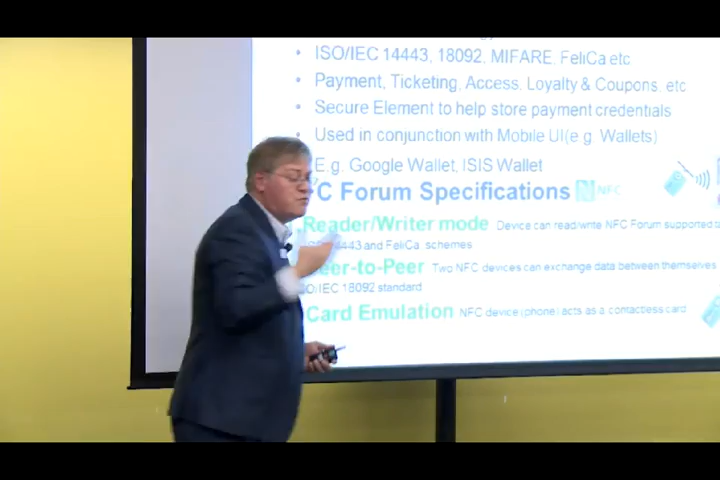 • ISO/IEC 14443, 18092, MIFARE, FeliCa etc
• Payment, Ticketing, Access, Loyalty & Coupons, etc
• Secure Element to help store payment credentials
• Used in conjunction with Mobile UI(e g Wallets)
E.g. Google Wallet, ISIS Wallet
C Forum Specifications NFC
Reader/Writer mode Device can read/write NFC Forum supported
14443 and FeliCa schemes
eer-to-Peer Two NFC devices can exchange data between themselves
O/IEC 18092 standard
Card Emulation NFC device (phone) acts as a contactless card